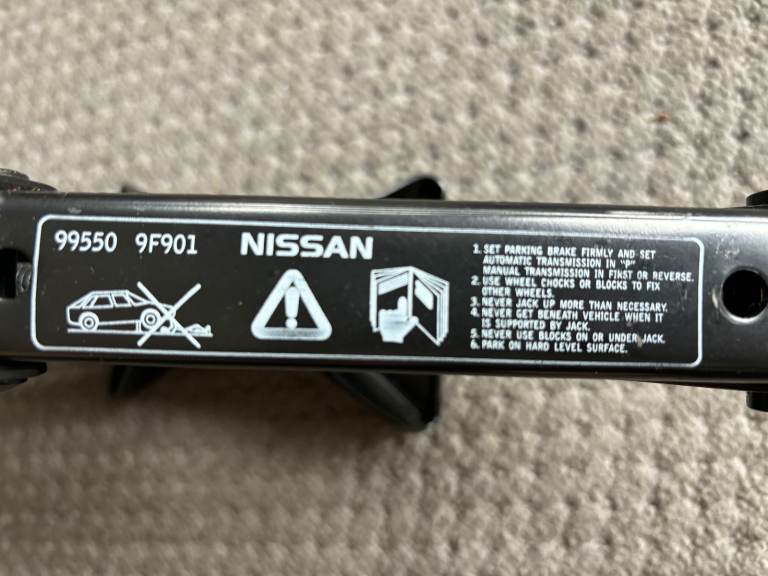 99550 9F901
NISSAN
1. SET PARKING BRAKE FIRMLY AND SET
AUTOMATIC TRANSMISSION IN "P"
MANUAL TRANSMISSION IN FIRST OR REVERSE.
2. USE WHEEL CHOCKS OR BLOCKS TO FIX
OTHER WHEELS.
3. NEVER JACK UP MORE THAN NECESSARY.
4. NEVER GET BENEATH VEHICLE WHEN IT
IS SUPPORTED BY JACK.
5. NEVER USE BLOCKS ON OR UNDER JACK.
6. PARK ON HARD LEVEL SURFACE.